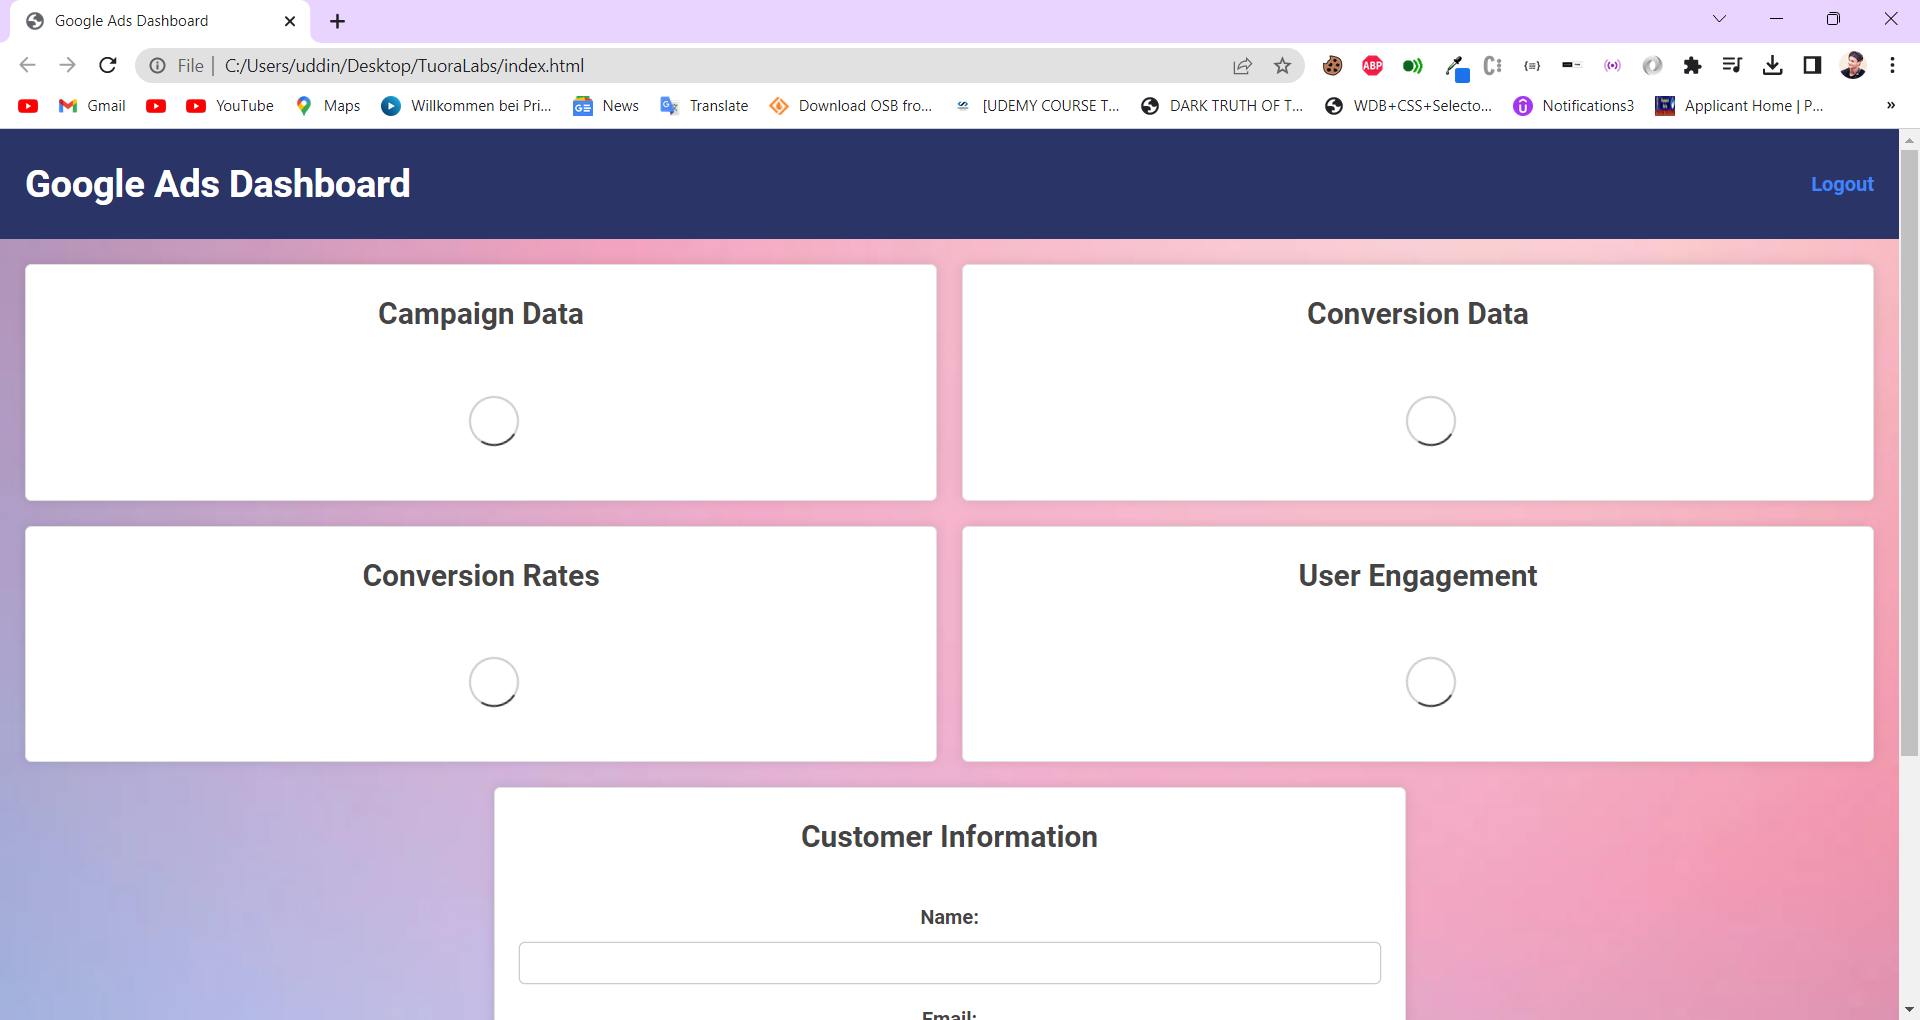 Google Ads Dashboard
File | C:/Users/uddin/Desktop/TuoraLabs/index.html
ABP
Gmail YouTube Maps Willkommen bei Pri... News Translate Download OSB fro... [UDEMY COURSE T... DARK TRUTH OF T... WDB+CSS+Selecto... Notifications3 Applicant Home | P... »
Google Ads Dashboard
Logout
Campaign Data
Conversion Data
Conversion Rates
User Engagement
Customer Information
Name:
Email: